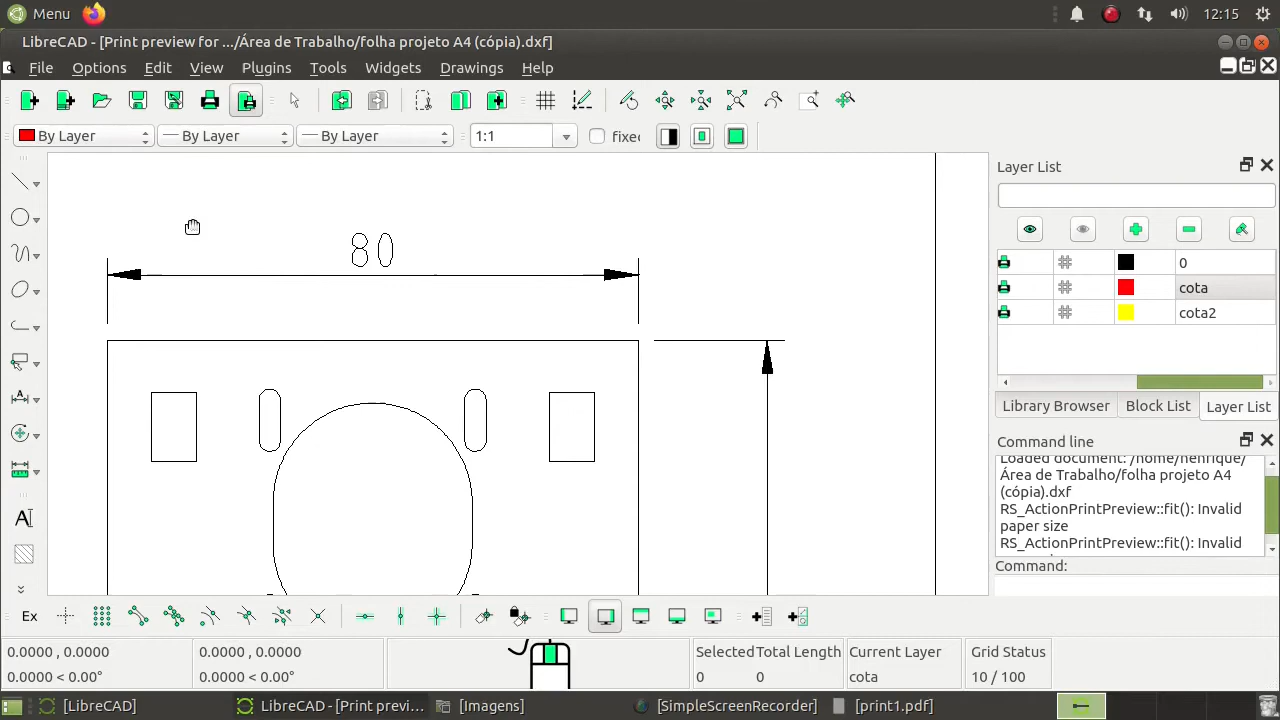 Menu
12:15
LibreCAD - [Print preview for .../Área de Trabalho/folha projeto A4 (cópia).dxf]
File Options Edit View Plugins Tools Widgets Drawings Help
By Layer By Layer By Layer 1:1 fixec
Layer List
80
0
cota
cota2
Library Browser Block List Layer List
Command line
Loaded document: /home/henrique/
Área de Trabalho/folha projeto A4
(cópia).dxf
RS_ActionPrintPreview::fit(): Invalid
paper size
RS_ActionPrintPreview::fit(): Invalid
Command:
A
Ex
0.0000 , 0.0000 0.0000 , 0.0000 Selected Total Length Current Layer Grid Status
0.0000 < 0.00° 0.0000 < 0.00° 0 0 cota 10 / 100
[LibreCAD] LibreCAD - [Print previ... [Imagens] [SimpleScreenRecorder] [print1.pdf]